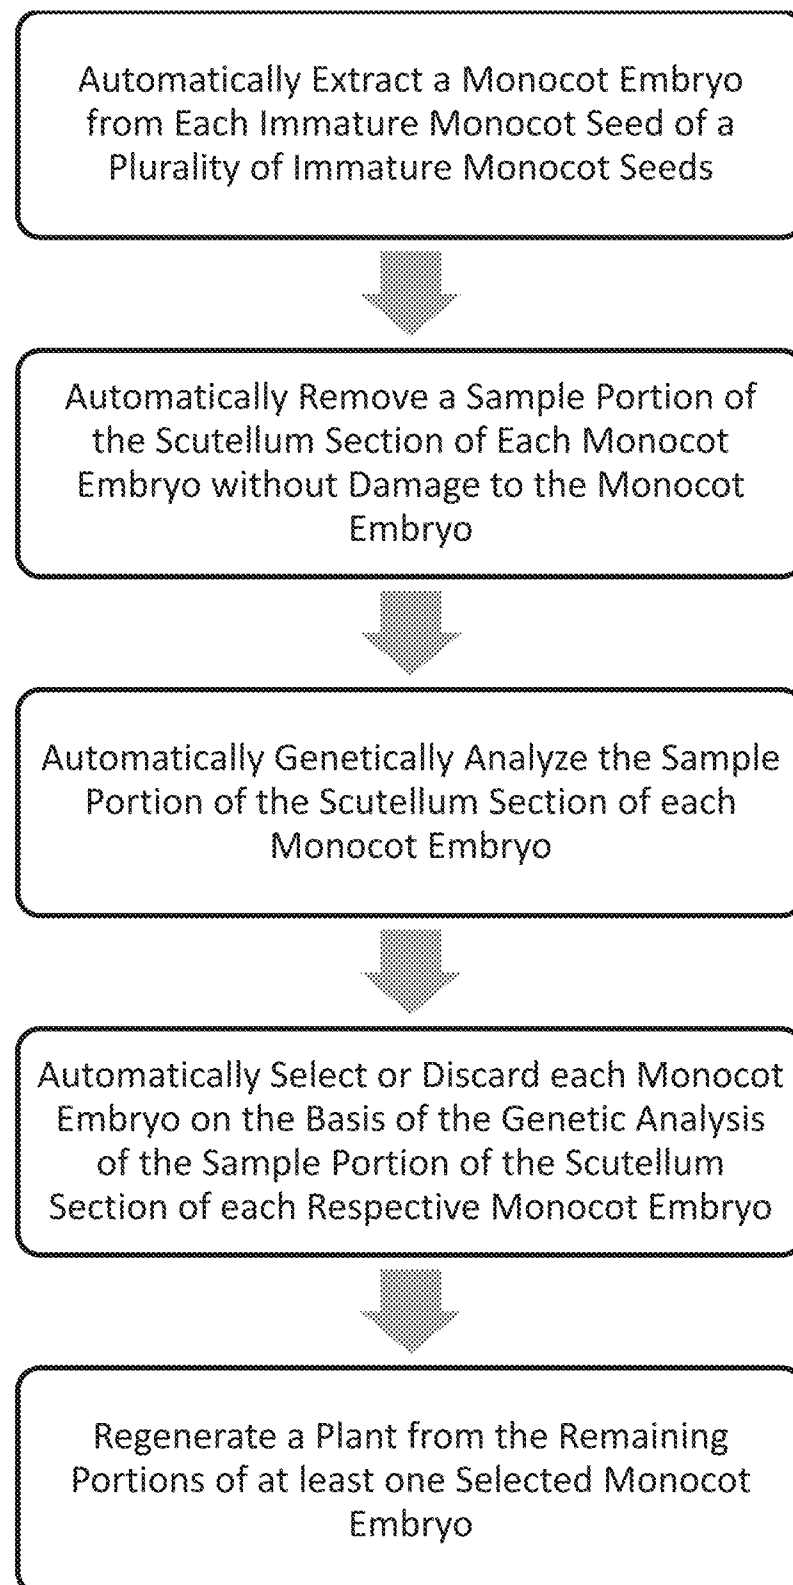 Automatically Extract a Monocot Embryo
from Each Immature Monocot Seed of a
Plurality of Immature Monocot Seeds
Automatically Remove a Sample Portion of
the Scutellum Section of Each Monocot
Embryo without Damage to the Monocot
Embryo
Automatically Genetically Analyze the Sample
Portion of the Scutellum Section of each
Monocot Embryo
Automatically Select or Discard each Monocot
Embryo on the Basis of the Genetic Analysis
of the Sample Portion of the Scutellum
Section of each Respective Monocot Embryo
Regenerate a Plant from the Remaining
Portions of at least one Selected Monocot
Embryo